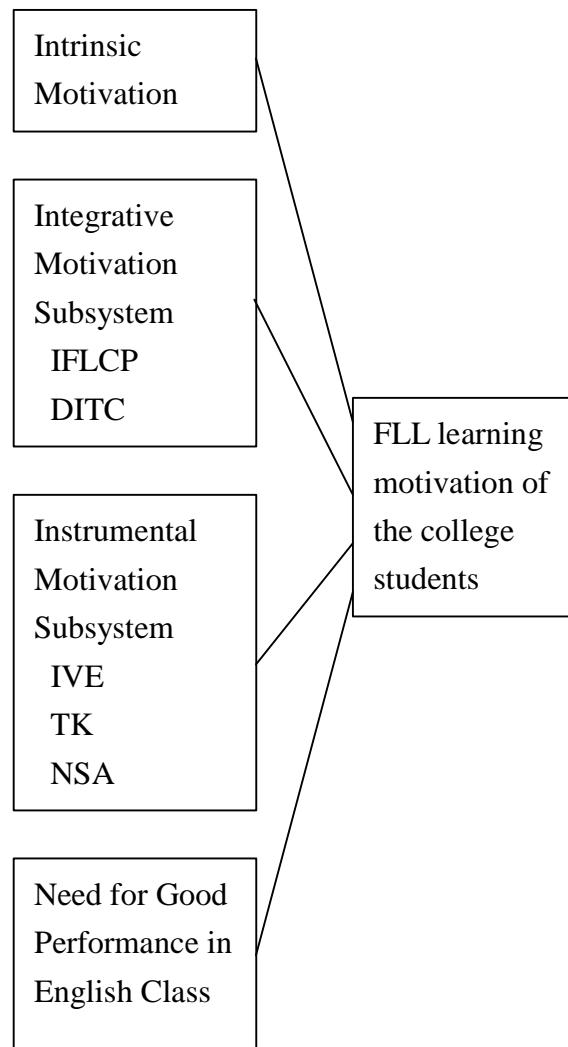 Intrinsic
Motivation
Integrative
Motivation
Subsystem
IFLCP
DITC
FLL learning
motivation of
the college
students
Instrumental
Motivation
Subsystem
IVE
TK
NSA
Need for Good
Performance in
English Class